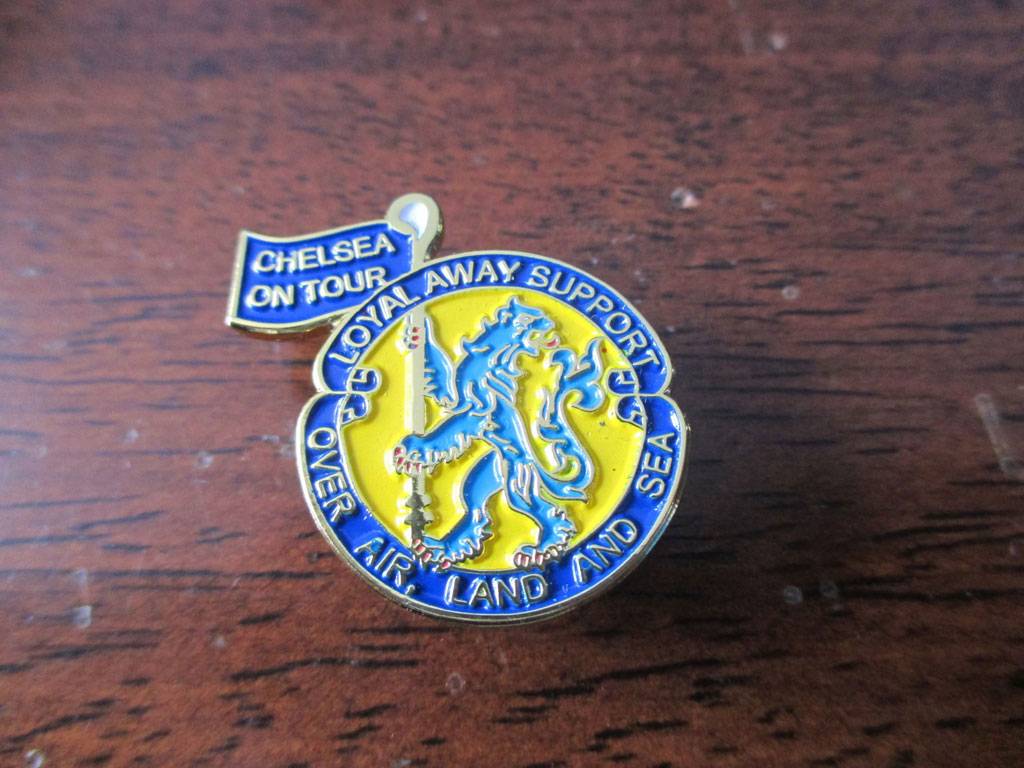 CHELSEA
ON TOUR
LOYAL AWAY SUPPORT
OVER AIR, LAND AND SEA